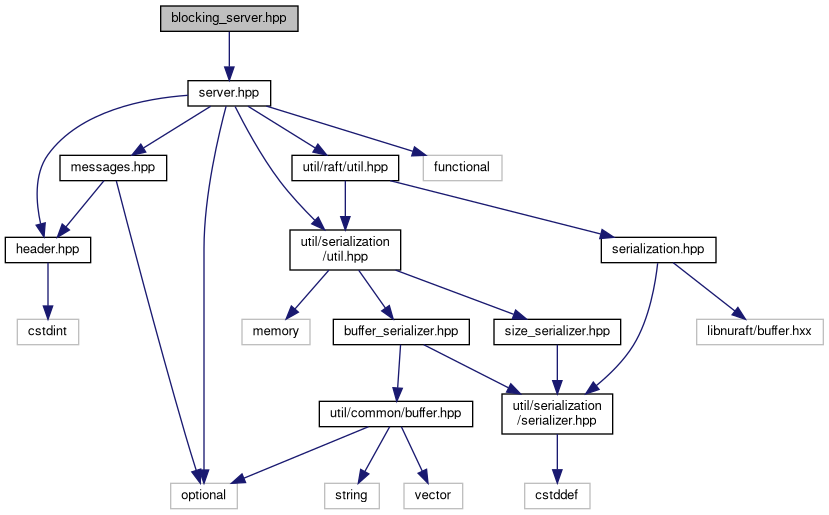 blocking_server.hpp
server.hpp
messages.hpp
util/raft/util.hpp
functional
header.hpp
util/serialization
/util.hpp
serialization.hpp
cstdint
memory
buffer_serializer.hpp
size_serializer.hpp
libnuraft/buffer.hxx
util/common/buffer.hpp
util/serialization
/serializer.hpp
optional
string
vector
cstddef